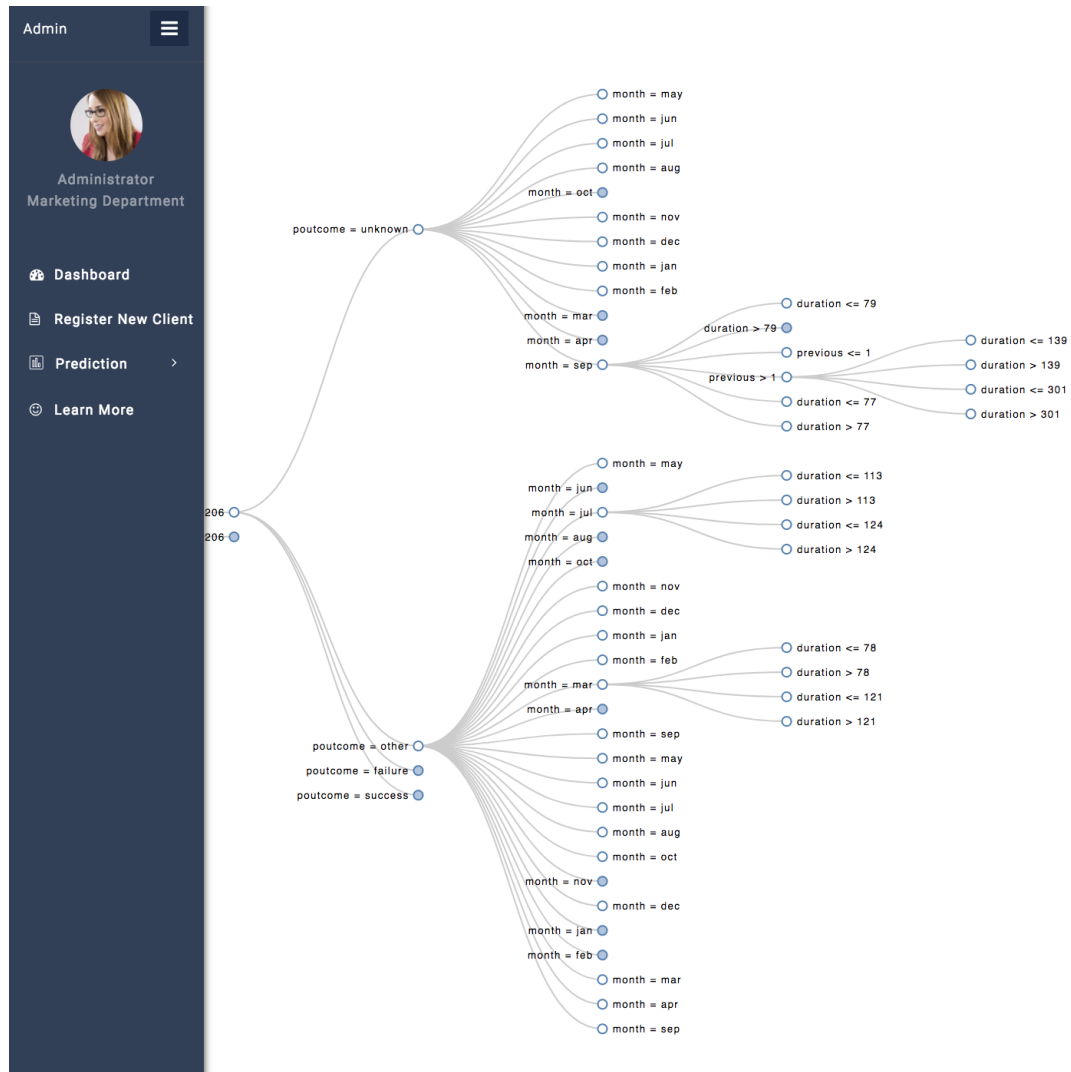 Admin
Administrator
Marketing Department
Dashboard
Register New Client
Prediction
Learn More
206
206
poutcome = unknown
poutcome = other
poutcome = failure
poutcome = success
month = may
month = jun
month = jul
month = aug
month = oct
month = nov
month = dec
month = jan
month = feb
month = mar
month = apr
month = sep
duration <= 79
duration > 79
previous <= 1
previous > 1
duration <= 77
duration > 77
duration <= 139
duration > 139
duration <= 301
duration > 301
month = may
month = jun
month = jul
month = aug
month = oct
month = nov
month = dec
month = jan
month = feb
month = mar
month = apr
month = sep
month = may
month = jun
month = jul
month = aug
month = oct
month = nov
month = dec
month = jan
month = feb
month = mar
month = apr
month = sep
duration <= 113
duration > 113
duration <= 124
duration > 124
duration <= 78
duration > 78
duration <= 121
duration > 121